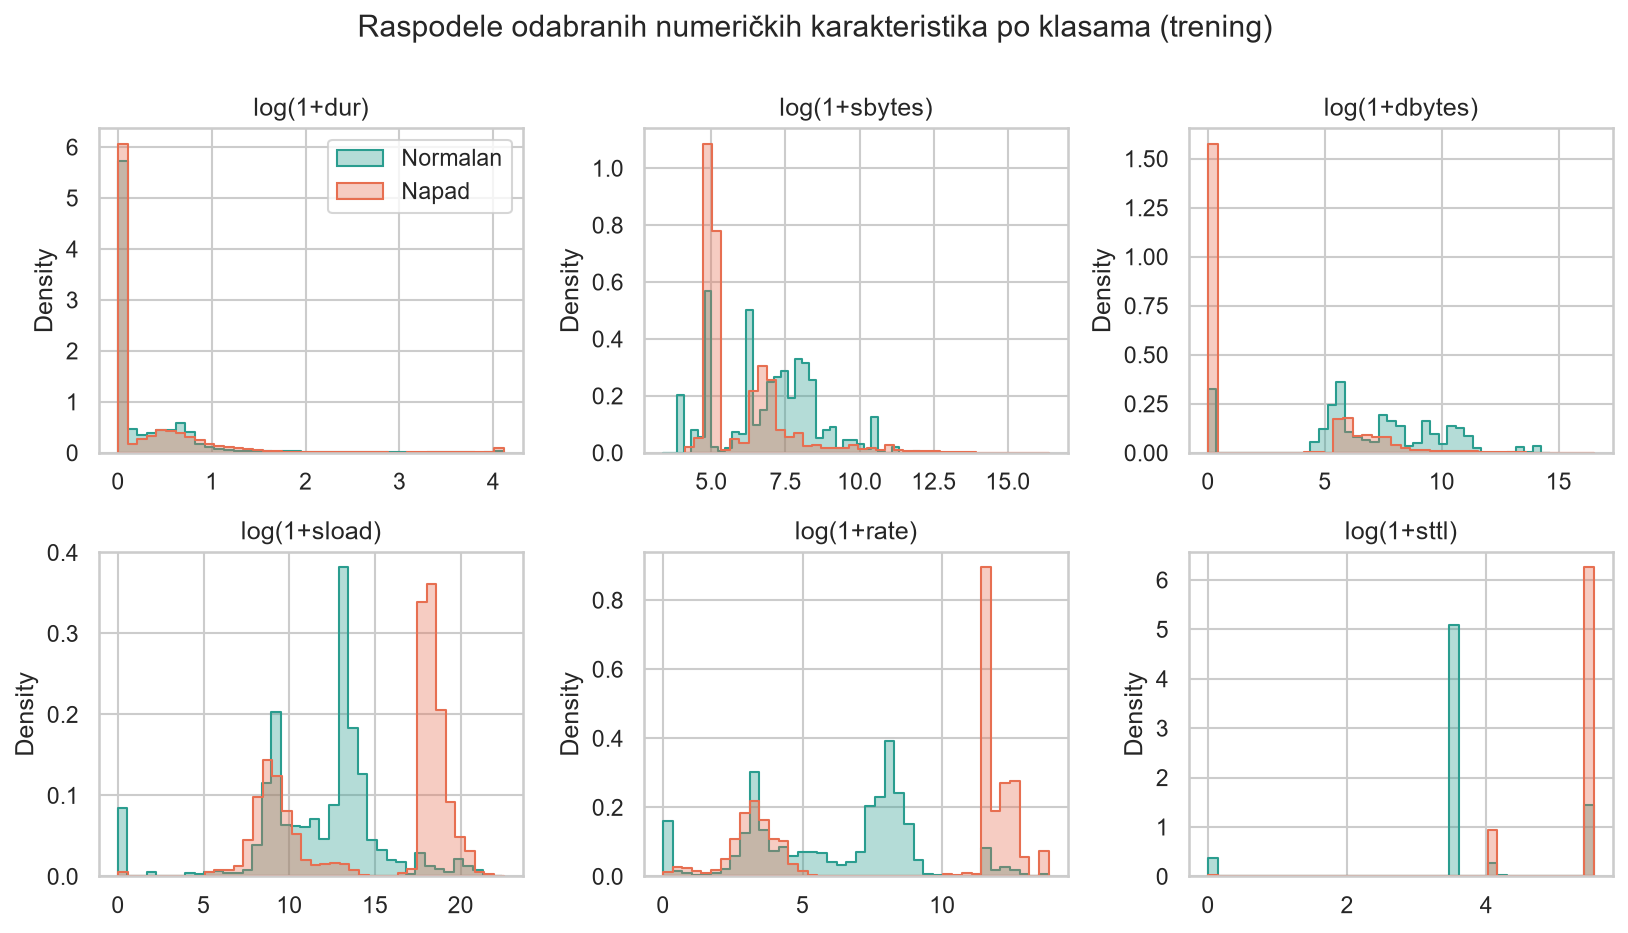 Raspodele odabranih numeričkih karakteristika po klasama (trening)
log(1+dur)
Density
6
5
4
3
2
1
0
0 1 2 3 4
Normalan
Napad
log(1+sbytes)
Density
1.0
0.8
0.6
0.4
0.2
0.0
5.0 7.5 10.0 12.5 15.0
log(1+dbytes)
Density
1.50
1.25
1.00
0.75
0.50
0.25
0.00
0 5 10 15
log(1+sload)
Density
0.4
0.3
0.2
0.1
0.0
0 5 10 15 20
log(1+rate)
Density
0.8
0.6
0.4
0.2
0.0
0 5 10
log(1+sttl)
Density
6
5
4
3
2
1
0
0 2 4